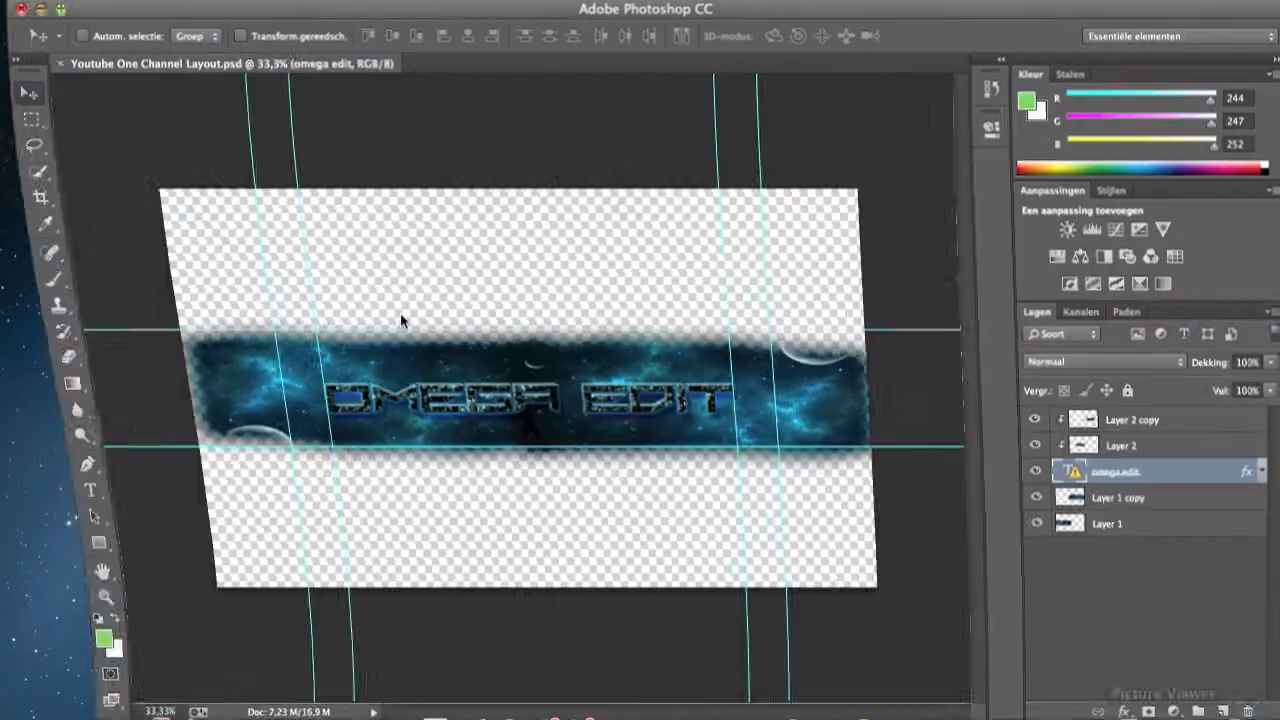 Adobe Photoshop CC
Autom. selectie: Groep Transform.gereedsch. 3D-modus: Essentiële elementen
Youtube One Channel Layout.psd @ 33,3% (omega edit, RGB/8)
Kleur Stalen
R 244
G 247
B 252
Aanpassingen Stijlen
Een aanpassing toevoegen
Lagen Kanalen Paden
Soort
Normaal Dekking: 100%
Vergr.: Vul: 100%
Layer 2 copy
Layer 2
omega edit
Layer 1 copy
Layer 1
OMEGA EDIT
Picture Viewer
33,33% Doc: 7,23 M/16,9 M